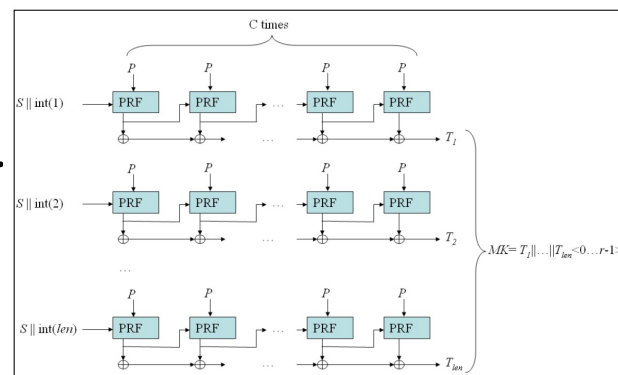 C times
P P P P
S || int(1) PRF PRF ... PRF PRF
... T1
P P P P
S || int(2) PRF PRF ... PRF PRF
... T2
...
MK= T1||...||Tlen<0...r-1>
P P P P
S || int(len) PRF PRF ... PRF PRF
... Tlen